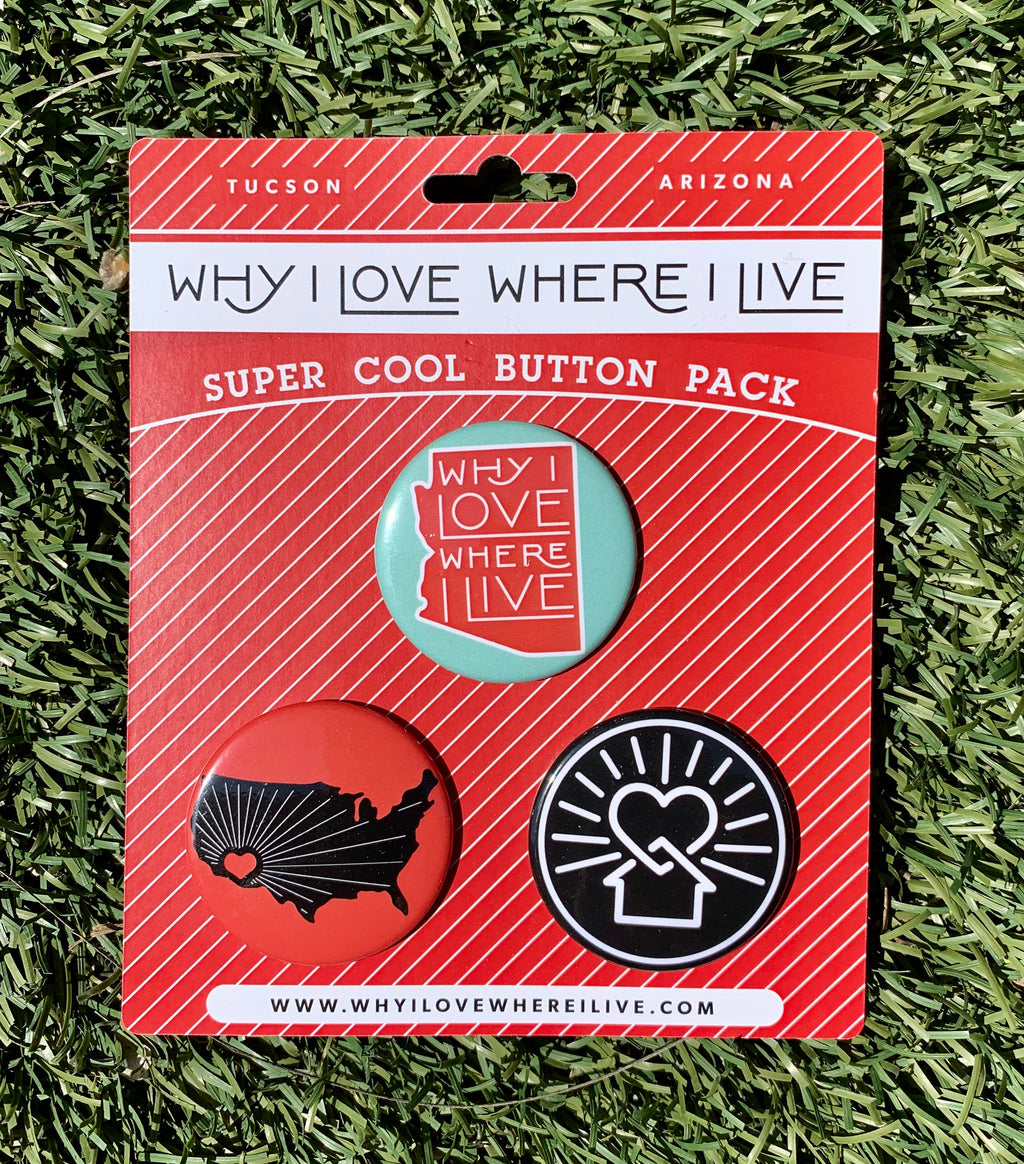 TUCSON ARIZONA
WHY I LOVE WHERE I LIVE
SUPER COOL BUTTON PACK
WHY I
LOVE
WHERE
I LIVE
WWW.WHYILOVEWHEREILIVE.COM